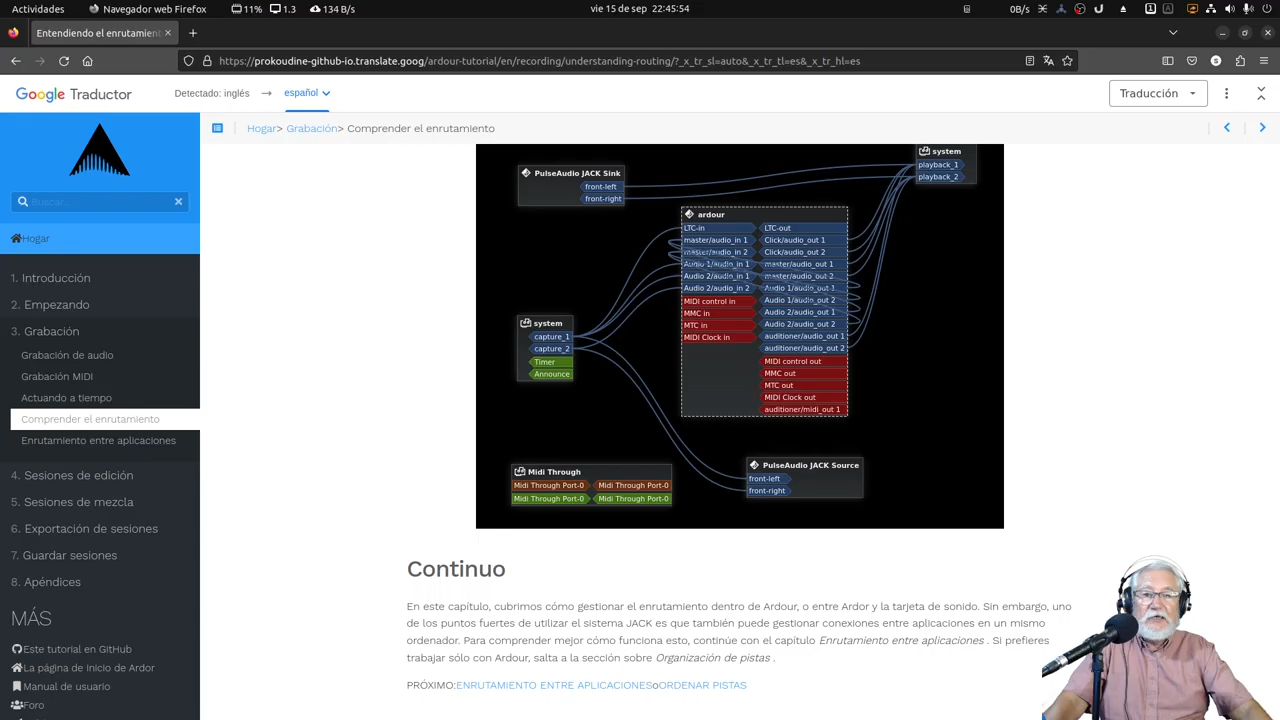 Actividades Navegador web Firefox 11% 1.3 134 B/s vie 15 de sep 22:45:54 0B/s 1 A
Entendiendo el enrutamient
https://prokoudine-github-io.translate.goog/ardour-tutorial/en/recording/understanding-routing/?_x_tr_sl=auto&_x_tr_tl=es&_x_tr_hl=es
Google Traductor Detectado: inglés → español Traducción
Hogar> Grabación> Comprender el enrutamiento
Buscar...
Hogar
1. Introducción
2. Empezando
3. Grabación
Grabación de audio
Grabación MIDI
Actuando a tiempo
Comprender el enrutamiento
Enrutamiento entre aplicaciones
4. Sesiones de edición
5. Sesiones de mezcla
6. Exportación de sesiones
7. Guardar sesiones
8. Apéndices
MÁS
Este tutorial en GitHub
La página de inicio de Ardor
Manual de usuario
Foro
system
playback_1
playback_2
PulseAudio JACK Sink
front-left
front-right
ardour
LTC-in LTC-out
master/audio_in 1 Click/audio_out 1
master/audio_in 2 Click/audio_out 2
Audio 1/audio_in 1 master/audio_out 1
Audio 2/audio_in 1 master/audio_out 2
Audio 2/audio_in 2 Audio 1/audio_out 1
MIDI control in Audio 1/audio_out 2
MMC in Audio 2/audio_out 1
MTC in Audio 2/audio_out 2
MIDI Clock in auditioner/audio_out 1
auditioner/audio_out 2
MIDI control out
MMC out
MTC out
MIDI Clock out
auditioner/midi_out 1
system
capture_1
capture_2
Timer
Announce
Midi Through
Midi Through Port-0 Midi Through Port-0
Midi Through Port-0 Midi Through Port-0
PulseAudio JACK Source
front-left
front-right
Continuo
En este capítulo, cubrimos cómo gestionar el enrutamiento dentro de Ardour, o entre Ardor y la tarjeta de sonido. Sin embargo, uno
de los puntos fuertes de utilizar el sistema JACK es que también puede gestionar conexiones entre aplicaciones en un mismo
ordenador. Para comprender mejor cómo funciona esto, continúe con el capítulo Enrutamiento entre aplicaciones . Si prefieres
trabajar sólo con Ardour, salta a la sección sobre Organización de pistas .
PRÓXIMO:ENRUTAMIENTO ENTRE APLICACIONESoORDENAR PISTAS